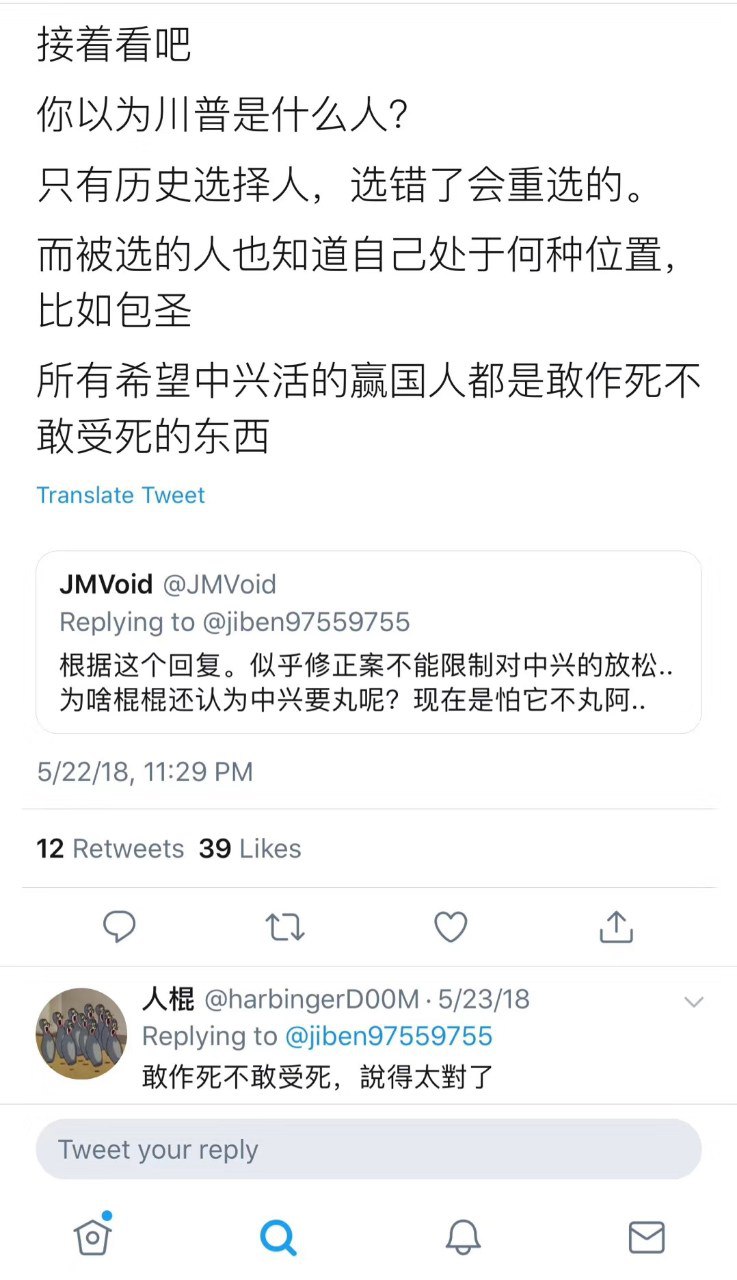 接着看吧
你以为川普是什么人？
只有历史选择人，选错了会重选的。
而被选的人也知道自己处于何种位置，
比如包圣
所有希望中兴活的赢国人都是敢作死不
敢受死的东西
Translate Tweet
JMVoid @JMVoid
Replying to @jiben97559755
根据这个回复。似乎修正案不能限制对中兴的放松..
为啥棍棍还认为中兴要丸呢？现在是怕它不丸阿..
5/22/18, 11:29 PM
12 Retweets 39 Likes
人棍 @harbingerD00M · 5/23/18
Replying to @jiben97559755
敢作死不敢受死，說得太對了
Tweet your reply